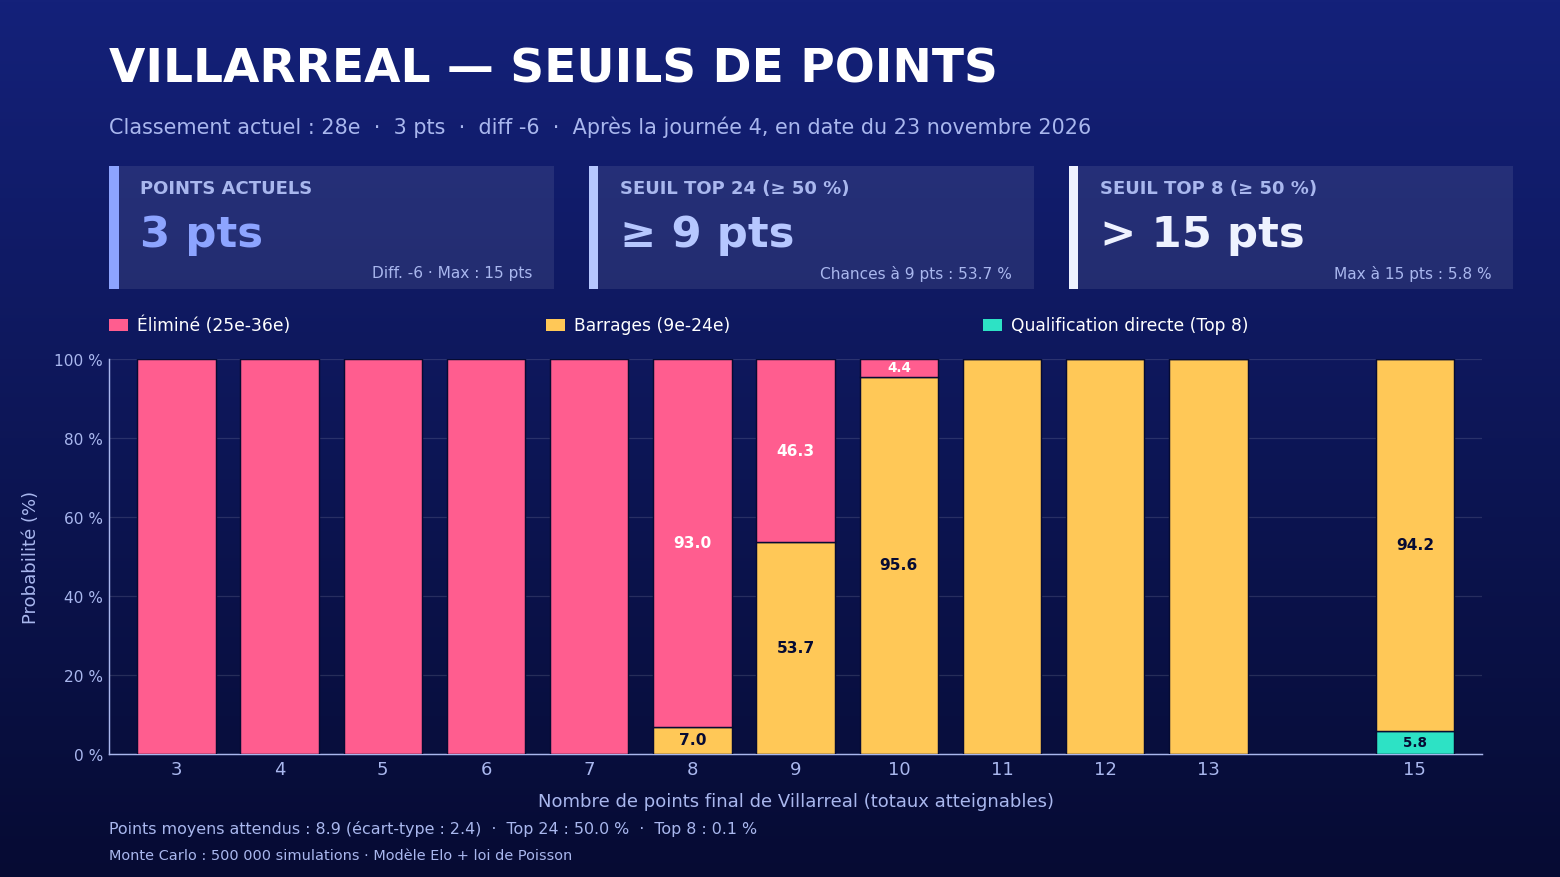 VILLARREAL — SEUILS DE POINTS
Classement actuel : 28e · 3 pts · diff -6 · Après la journée 4, en date du 23 novembre 2026
POINTS ACTUELS
3 pts
Diff. -6 · Max : 15 pts
SEUIL TOP 24 (≥ 50 %)
≥ 9 pts
Chances à 9 pts : 53.7 %
SEUIL TOP 8 (≥ 50 %)
> 15 pts
Max à 15 pts : 5.8 %
Éliminé (25e-36e)
Barrages (9e-24e)
Qualification directe (Top 8)
Probabilité (%)
100 %
80 %
60 %
40 %
20 %
0 %
93.0
7.0
46.3
53.7
4.4
95.6
94.2
5.8
3 4 5 6 7 8 9 10 11 12 13 15
Nombre de points final de Villarreal (totaux atteignables)
Points moyens attendus : 8.9 (écart-type : 2.4) · Top 24 : 50.0 % · Top 8 : 0.1 %
Monte Carlo : 500 000 simulations · Modèle Elo + loi de Poisson